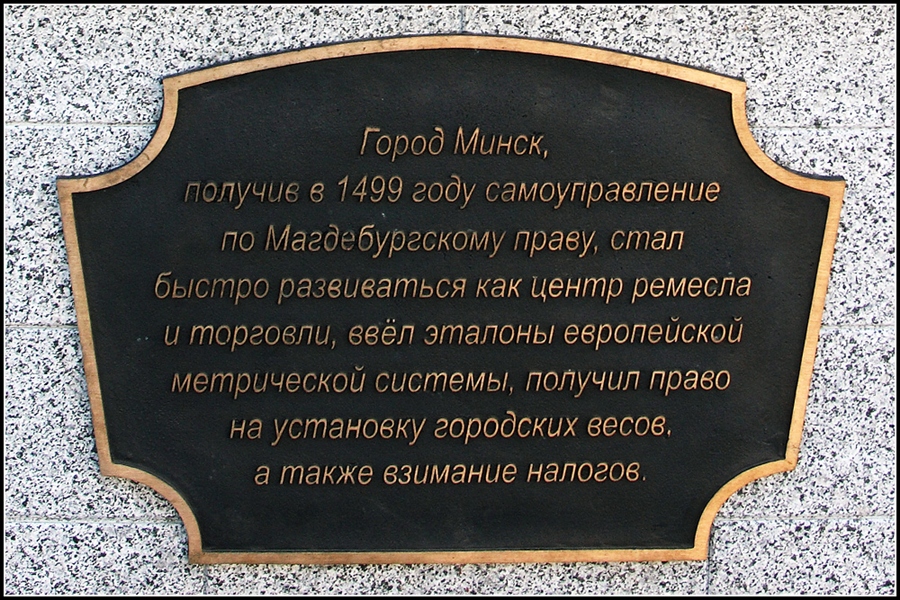 Город Минск,
получив в 1499 году самоуправление
по Магдебургскому праву, стал
быстро развиваться как центр ремесла
и торговли, ввёл эталоны европейской
метрической системы, получил право
на установку городских весов,
а также взимание налогов.